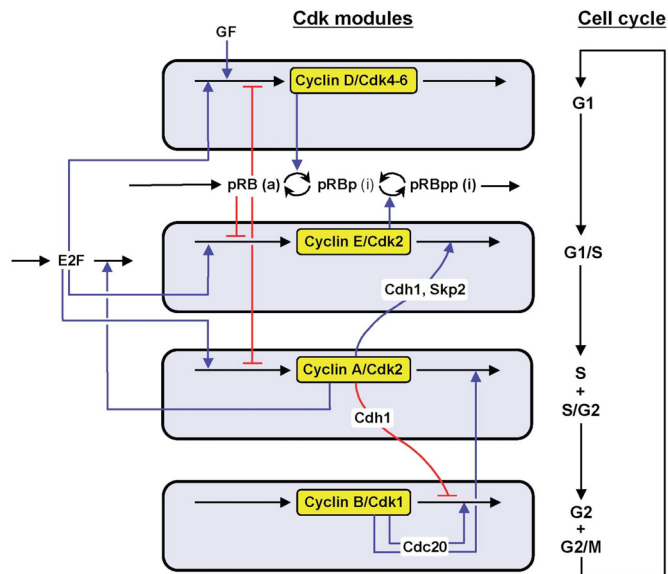 Cdk modules
Cell cycle
GF
Cyclin D/Cdk4-6
G1
pRB (a)
pRBp (i)
pRBpp (i)
E2F
Cyclin E/Cdk2
G1/S
Cdh1, Skp2
Cyclin A/Cdk2
S
+
S/G2
Cdh1
Cyclin B/Cdk1
G2
+
G2/M
Cdc20